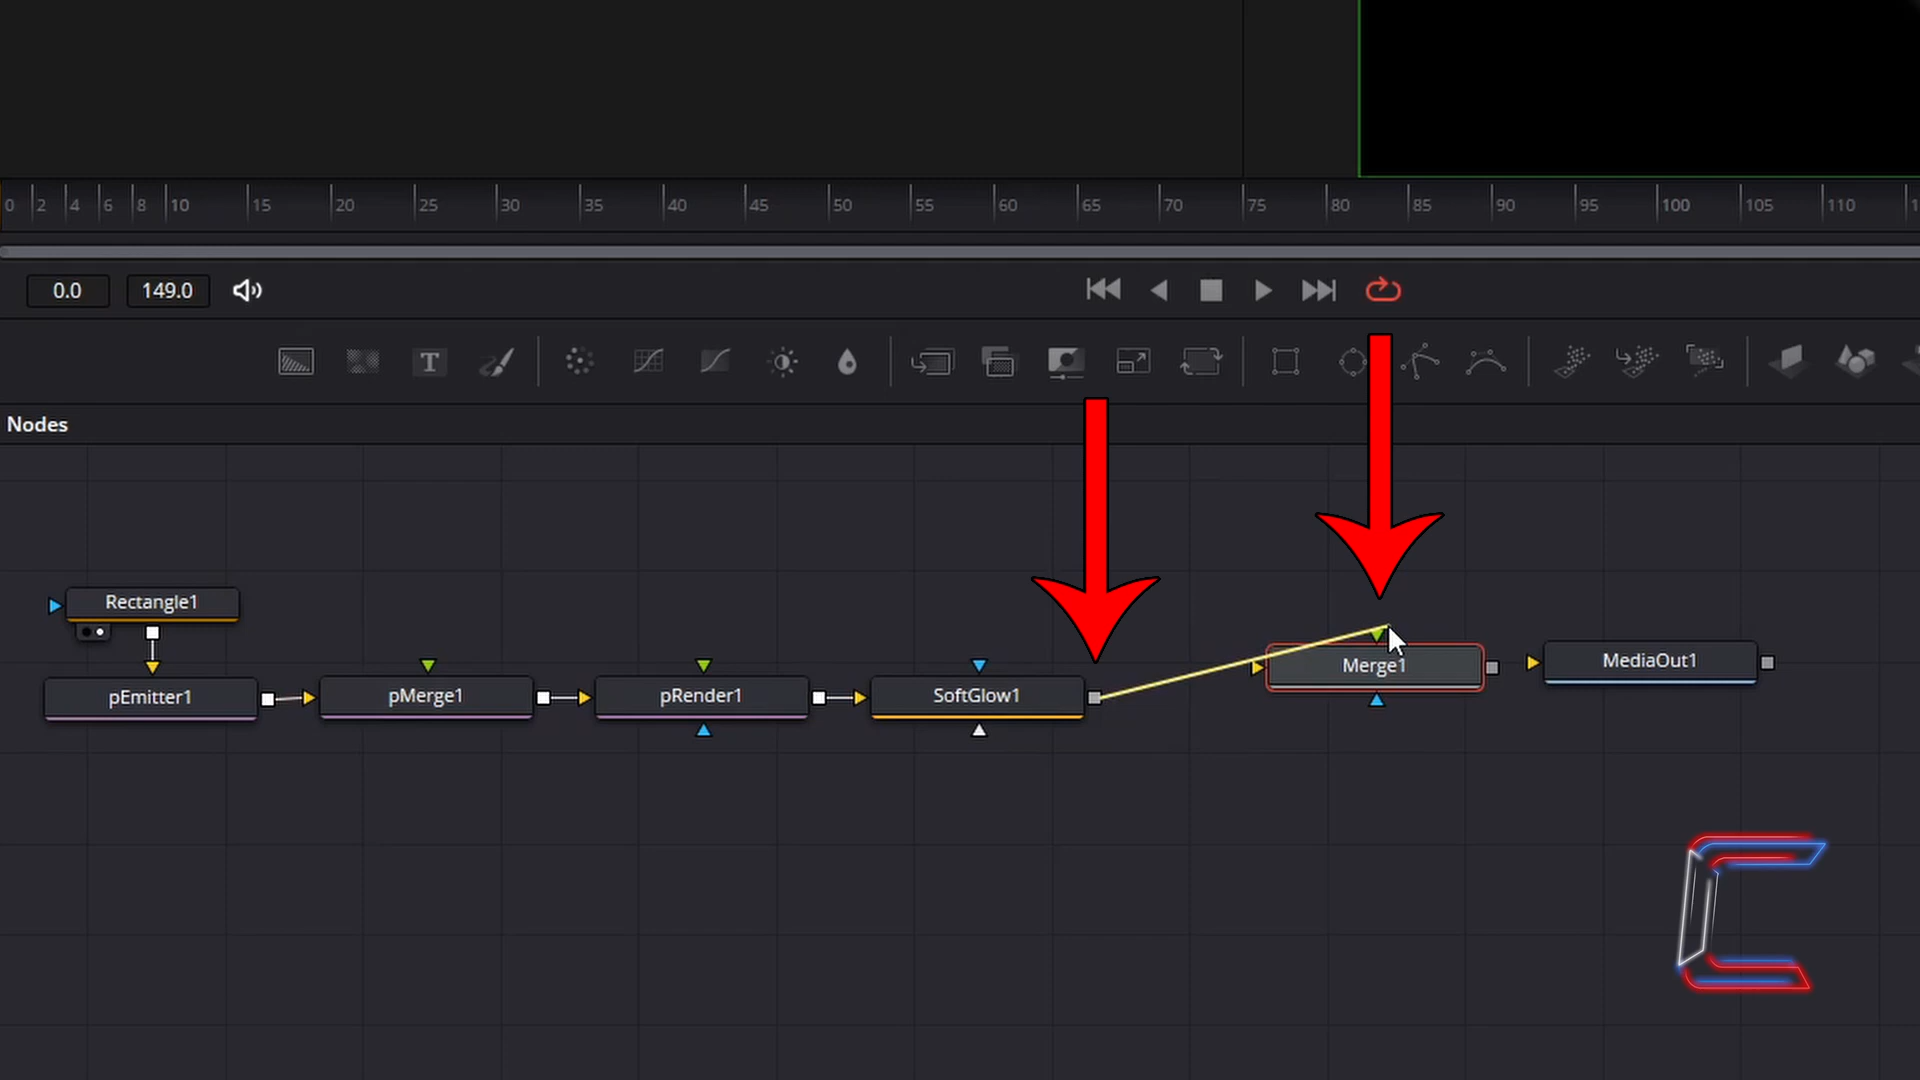 0 2 4 6 8 10 15 20 25 30 35 40 45 50 55 60 65 70 75 80 85 90 95 100 105 110
0.0 149.0
T
Nodes
Rectangle1
pEmitter1 pMerge1 pRender1 SoftGlow1 Merge1 MediaOut1
C